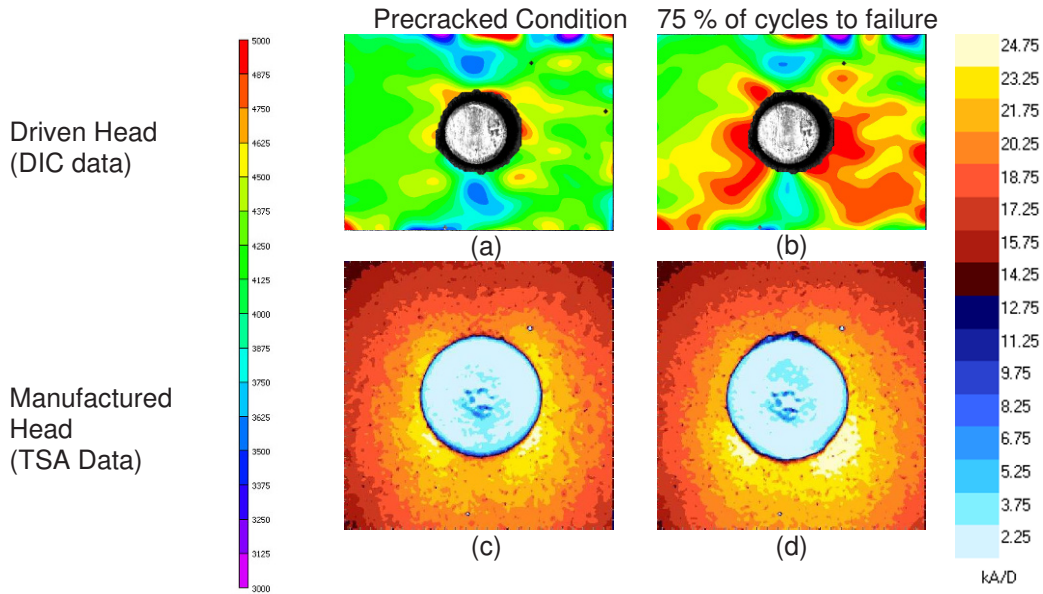 Precracked Condition
75 % of cycles to failure
Driven Head
(DIC data)
5000
4875
4750
4625
4500
4375
4250
4125
4000
3875
3750
3625
3500
3375
3250
3125
3000
(a)
(b)
Manufactured
Head
(TSA Data)
(c)
(d)
24.75
23.25
21.75
20.25
18.75
17.25
15.75
14.25
12.75
11.25
9.75
8.25
6.75
5.25
3.75
2.25
kA/D